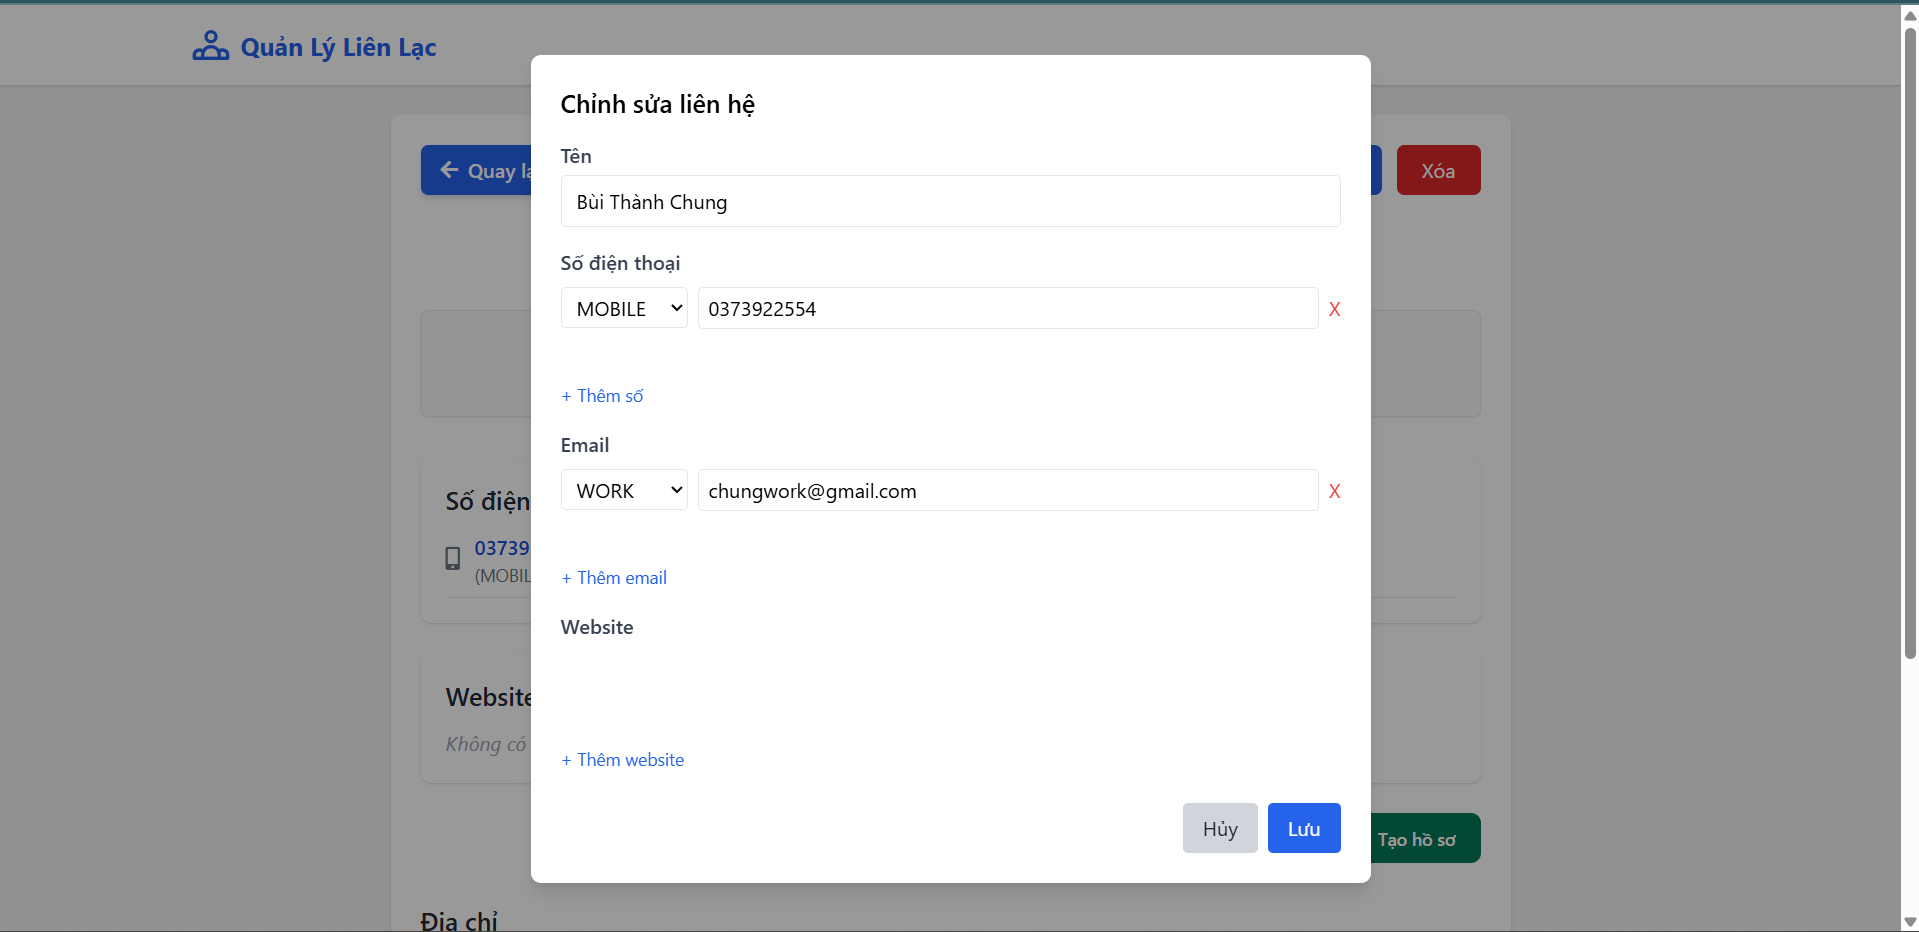 Quản Lý Liên Lạc
Chỉnh sửa liên hệ
Tên
Quay Xóa
Bùi Thành Chung
Số điện thoại
MOBILE 0373922554 X
+ Thêm số
Email
WORK chungwork@gmail.com X
Số điện
03739
(MOBIL
+ Thêm email
Website
Website
Không có
+ Thêm website
Hủy Lưu
Tạo hồ sơ
Địa chỉ